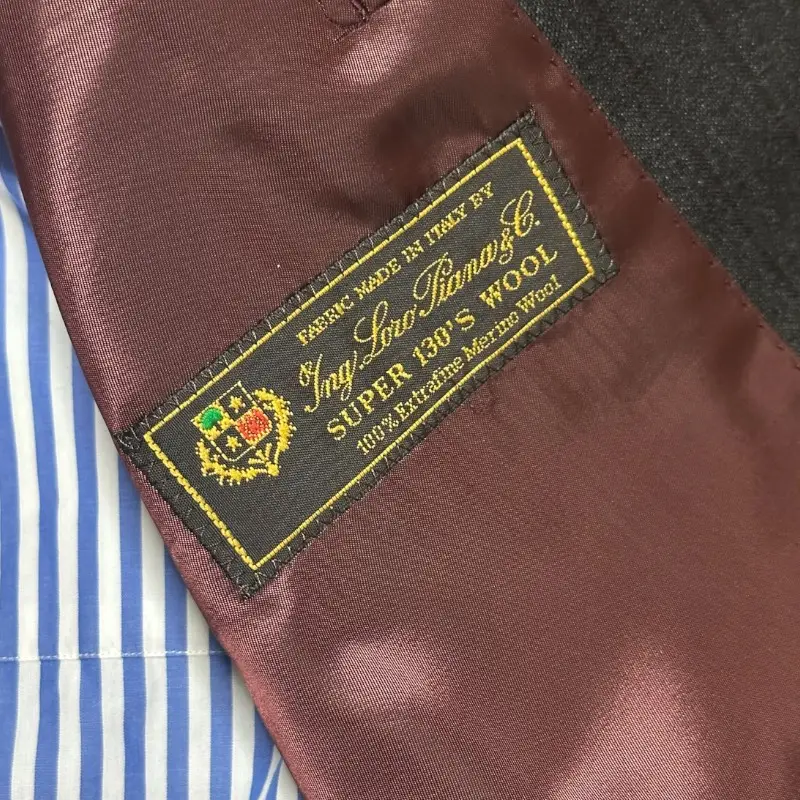 FABRIC MADE IN ITALY BY
Ing. Loro Piana & C.
SUPER 130'S WOOL
100% Extrafine Merino Wool